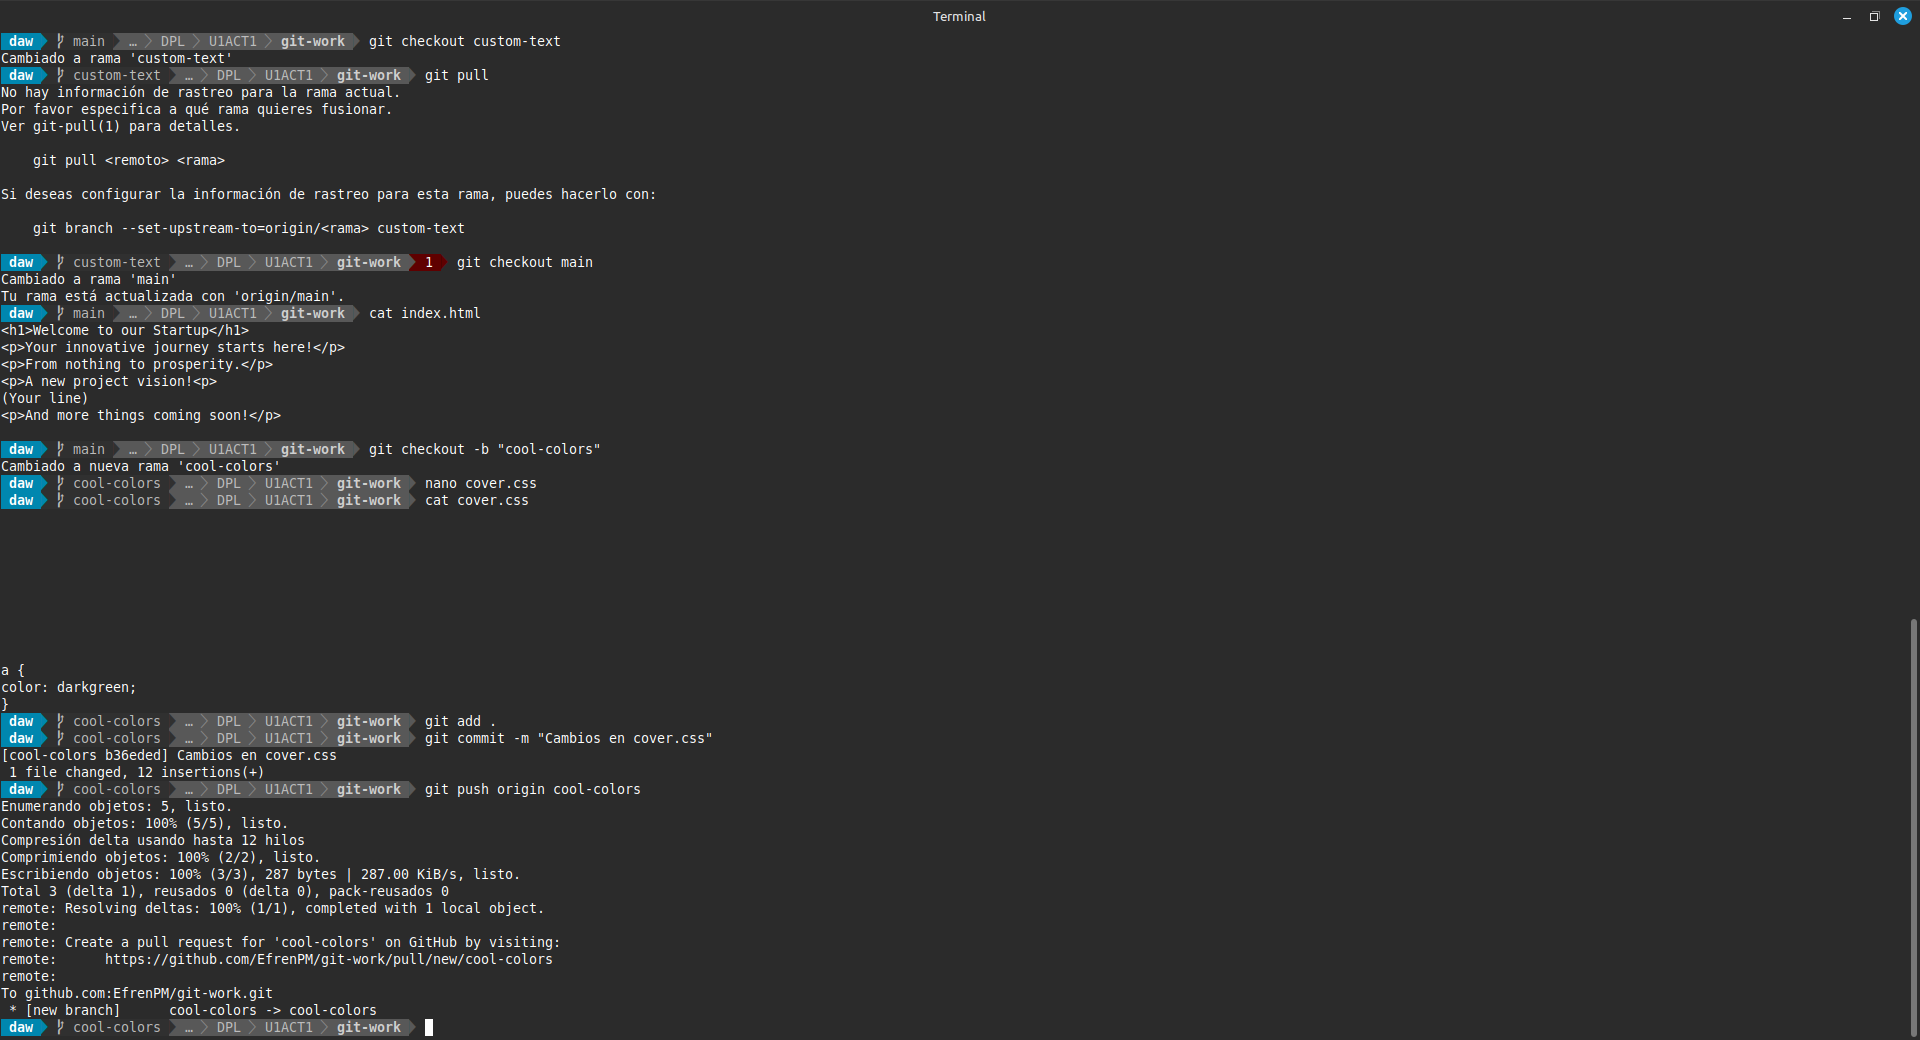 Terminal
daw main … DPL U1ACT1 git-work git checkout custom-text
Cambiado a rama 'custom-text'
daw custom-text … DPL U1ACT1 git-work git pull
No hay información de rastreo para la rama actual.
Por favor especifica a qué rama quieres fusionar.
Ver git-pull(1) para detalles.
git pull <remoto> <rama>
Si deseas configurar la información de rastreo para esta rama, puedes hacerlo con:
git branch --set-upstream-to=origin/<rama> custom-text
daw custom-text … DPL U1ACT1 git-work 1 git checkout main
Cambiado a rama 'main'
Tu rama está actualizada con 'origin/main'.
daw main … DPL U1ACT1 git-work cat index.html
<h1>Welcome to our Startup</h1>
<p>Your innovative journey starts here!</p>
<p>From nothing to prosperity.</p>
<p>A new project vision!<p>
(Your line)
<p>And more things coming soon!</p>
daw main … DPL U1ACT1 git-work git checkout -b "cool-colors"
Cambiado a nueva rama 'cool-colors'
daw cool-colors … DPL U1ACT1 git-work nano cover.css
daw cool-colors … DPL U1ACT1 git-work cat cover.css
a {
color: darkgreen;
}
daw cool-colors … DPL U1ACT1 git-work git add .
daw cool-colors … DPL U1ACT1 git-work git commit -m "Cambios en cover.css"
[cool-colors b36eded] Cambios en cover.css
1 file changed, 12 insertions(+)
daw cool-colors … DPL U1ACT1 git-work git push origin cool-colors
Enumerando objetos: 5, listo.
Contando objetos: 100% (5/5), listo.
Compresión delta usando hasta 12 hilos
Comprimiendo objetos: 100% (2/2), listo.
Escribiendo objetos: 100% (3/3), 287 bytes | 287.00 KiB/s, listo.
Total 3 (delta 1), reusados 0 (delta 0), pack-reusados 0
remote: Resolving deltas: 100% (1/1), completed with 1 local object.
remote:
remote: Create a pull request for 'cool-colors' on GitHub by visiting:
remote:      https://github.com/EfrenPM/git-work/pull/new/cool-colors
remote:
To github.com:EfrenPM/git-work.git
* [new branch]      cool-colors -> cool-colors
daw cool-colors … DPL U1ACT1 git-work